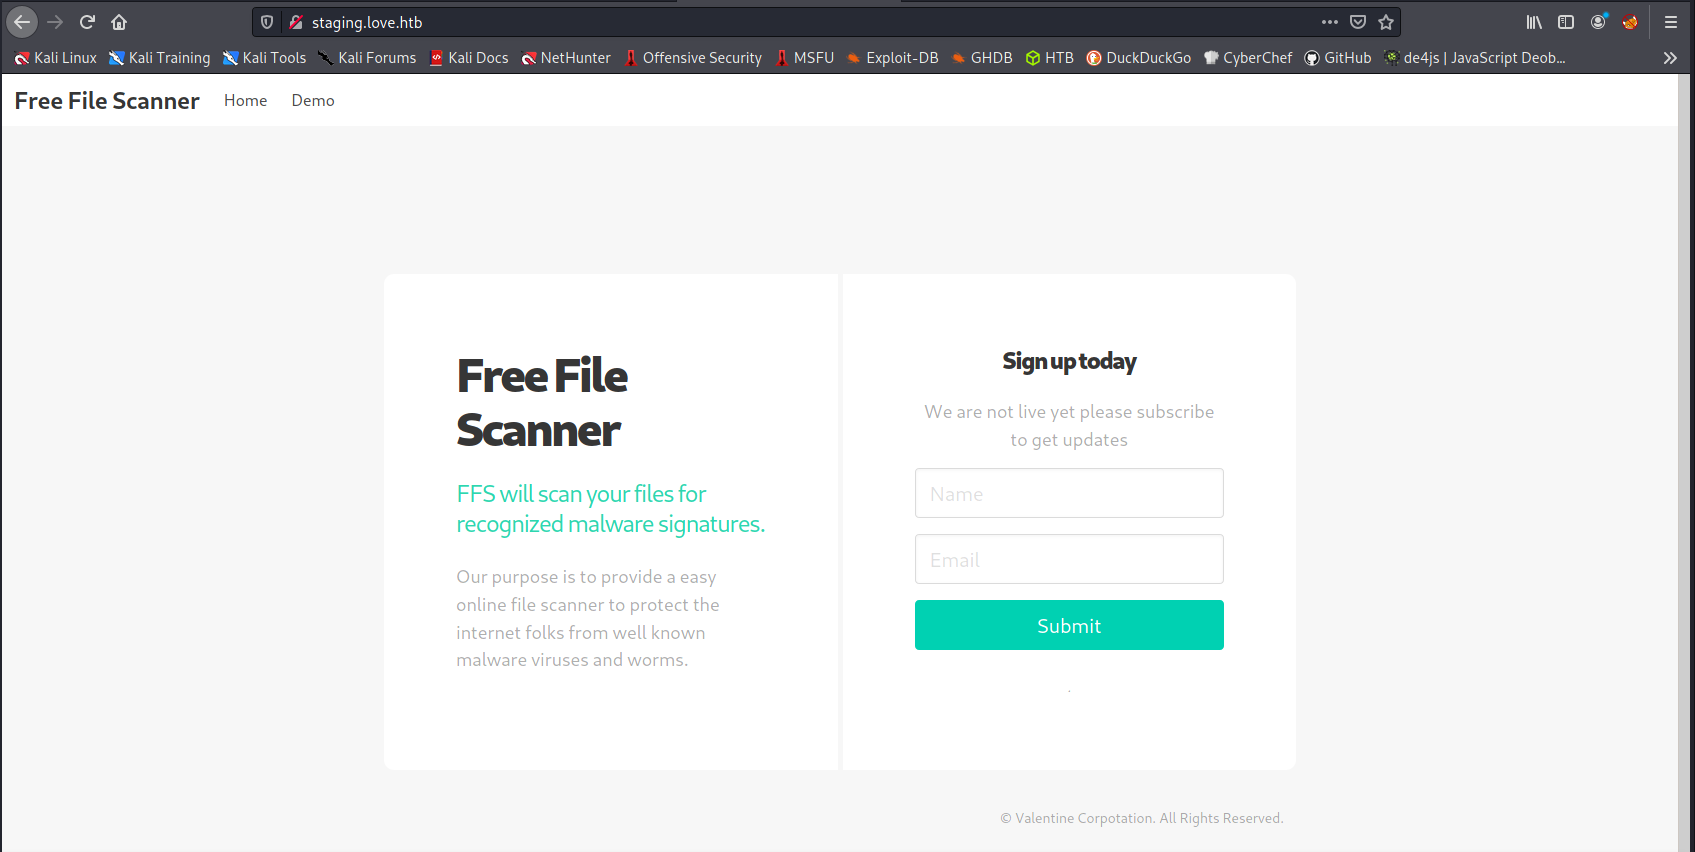 staging.love.htb
Kali Linux Kali Training Kali Tools Kali Forums Kali Docs NetHunter Offensive Security MSFU Exploit-DB GHDB HTB DuckDuckGo CyberChef GitHub de4js | JavaScript Deob...
Free File Scanner Home Demo
Free File
Scanner
FFS will scan your files for
recognized malware signatures.
Our purpose is to provide a easy
online file scanner to protect the
internet folks from well known
malware viruses and worms.
Sign up today
We are not live yet please subscribe
to get updates
Name
Email
Submit
.
© Valentine Corpotation. All Rights Reserved.